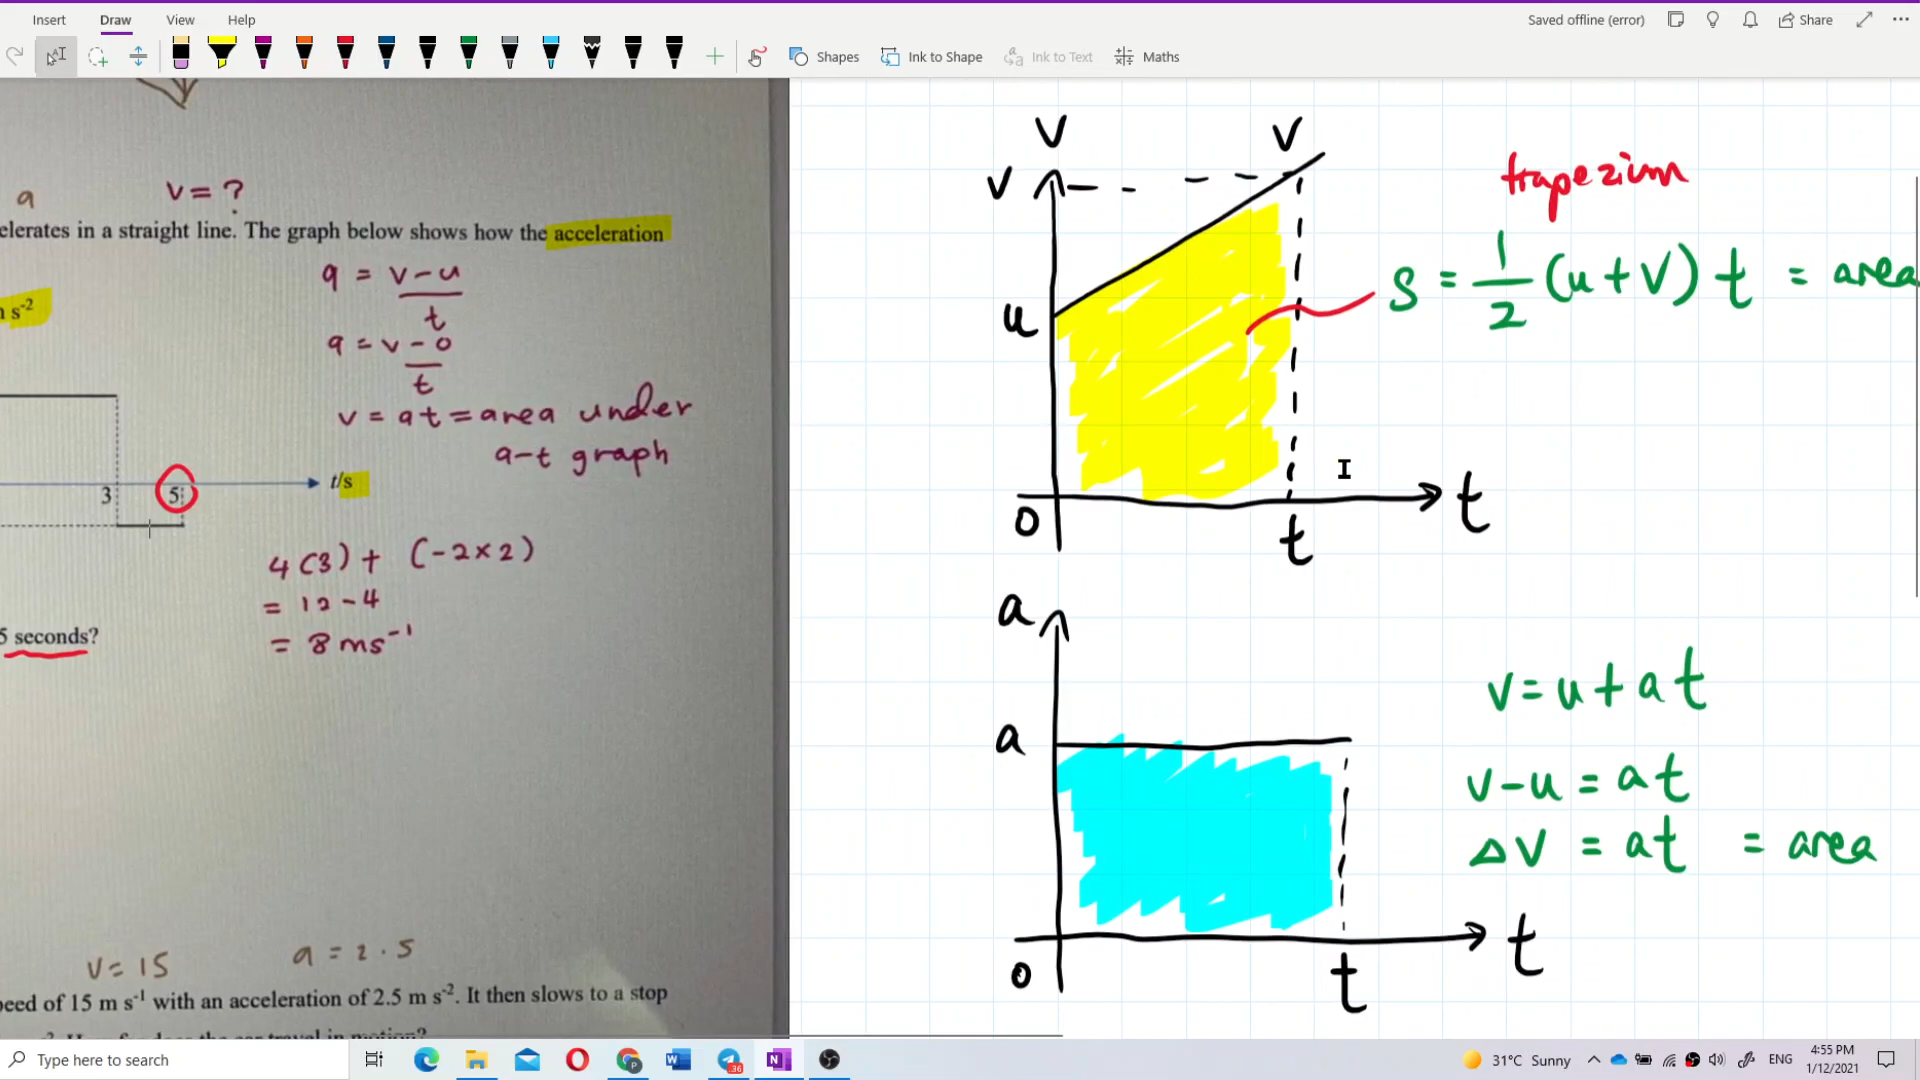 Insert Draw View Help
Saved offline (error) Share
Shapes Ink to Shape Ink to Text Maths
a v = ?
elerates in a straight line. The graph below shows how the acceleration
s⁻²
a = v - u
t
a = v - 0
t
v = at = area under
a-t graph
3 5 t/s
4(3) + (-2×2)
= 12 - 4
= 8 ms⁻¹
5 seconds?
v = 15 a = 2.5
eed of 15 m s⁻¹ with an acceleration of 2.5 m s⁻². It then slows to a stop
v v
v
trapezium
u
S = 1/2 (u+v) t = area
0 t t
a
a
v = u + at
v - u = at
Δv = at = area
0 t t
Type here to search
36
31°C Sunny ENG 4:55 PM
1/12/2021